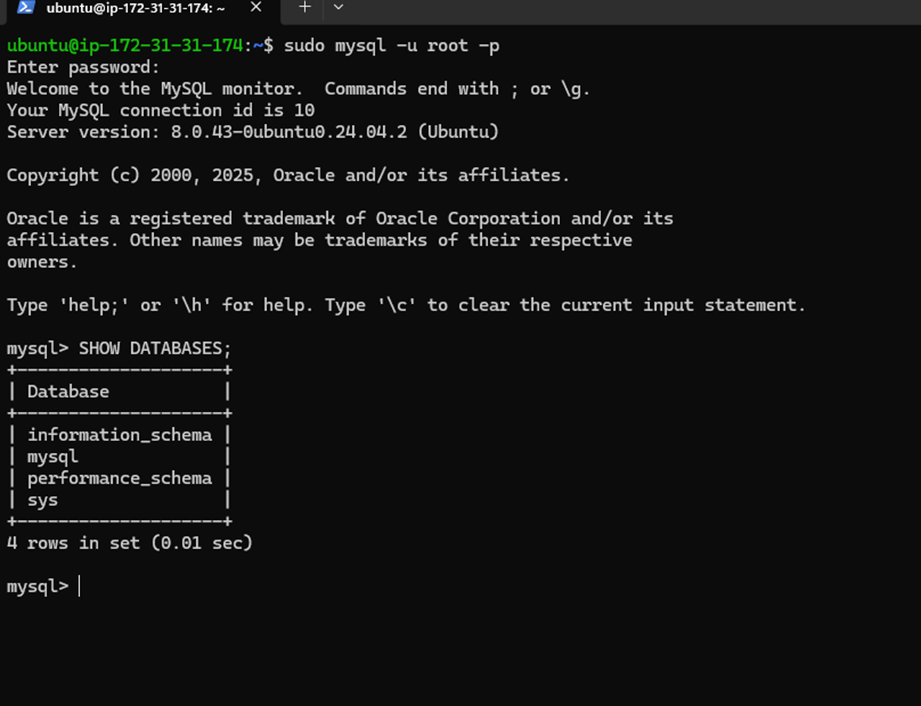 ubuntu@ip-172-31-31-174: ~
ubuntu@ip-172-31-31-174:~$ sudo mysql -u root -p
Enter password:
Welcome to the MySQL monitor.  Commands end with ; or \g.
Your MySQL connection id is 10
Server version: 8.0.43-0ubuntu0.24.04.2 (Ubuntu)
Copyright (c) 2000, 2025, Oracle and/or its affiliates.
Oracle is a registered trademark of Oracle Corporation and/or its
affiliates. Other names may be trademarks of their respective
owners.
Type 'help;' or '\h' for help. Type '\c' to clear the current input statement.
mysql> SHOW DATABASES;
+--------------------+
| Database           |
+--------------------+
| information_schema |
| mysql              |
| performance_schema |
| sys                |
+--------------------+
4 rows in set (0.01 sec)
mysql>